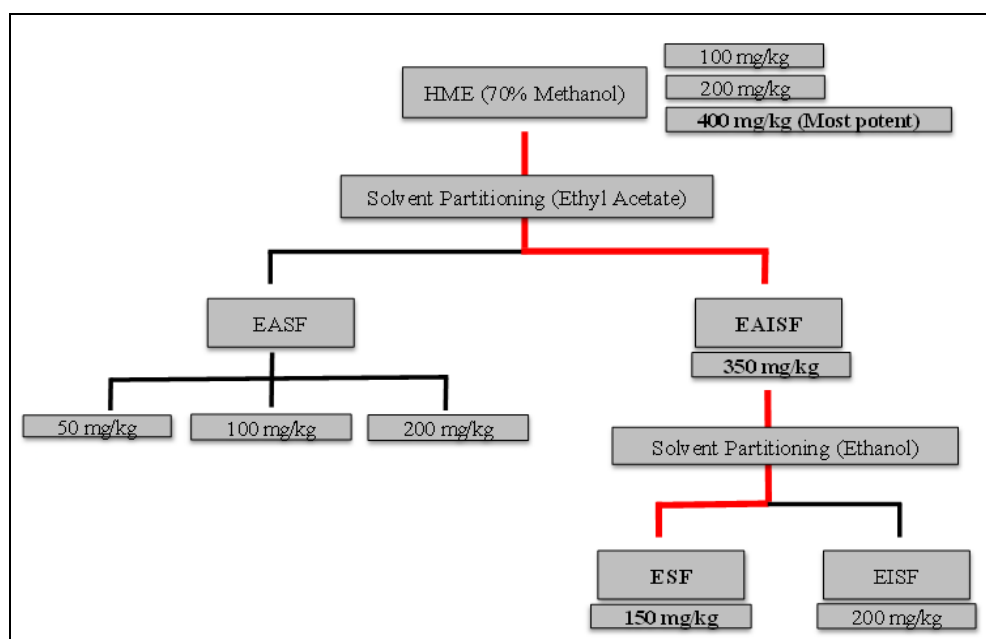 HME (70% Methanol)
100 mg/kg
200 mg/kg
400 mg/kg (Most potent)
Solvent Partitioning (Ethyl Acetate)
EASF
EAISF
350 mg/kg
50 mg/kg
100 mg/kg
200 mg/kg
Solvent Partitioning (Ethanol)
ESF
EISF
150 mg/kg
200 mg/kg